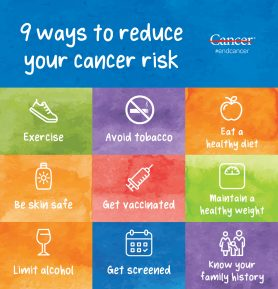 9 ways to reduce
your cancer risk
Cancer
#endcancer
Exercise
Avoid tobacco
Eat a
healthy diet
Be skin safe
Get vaccinated
Maintain a
healthy weight
Limit alcohol
Get screened
Know your
family history